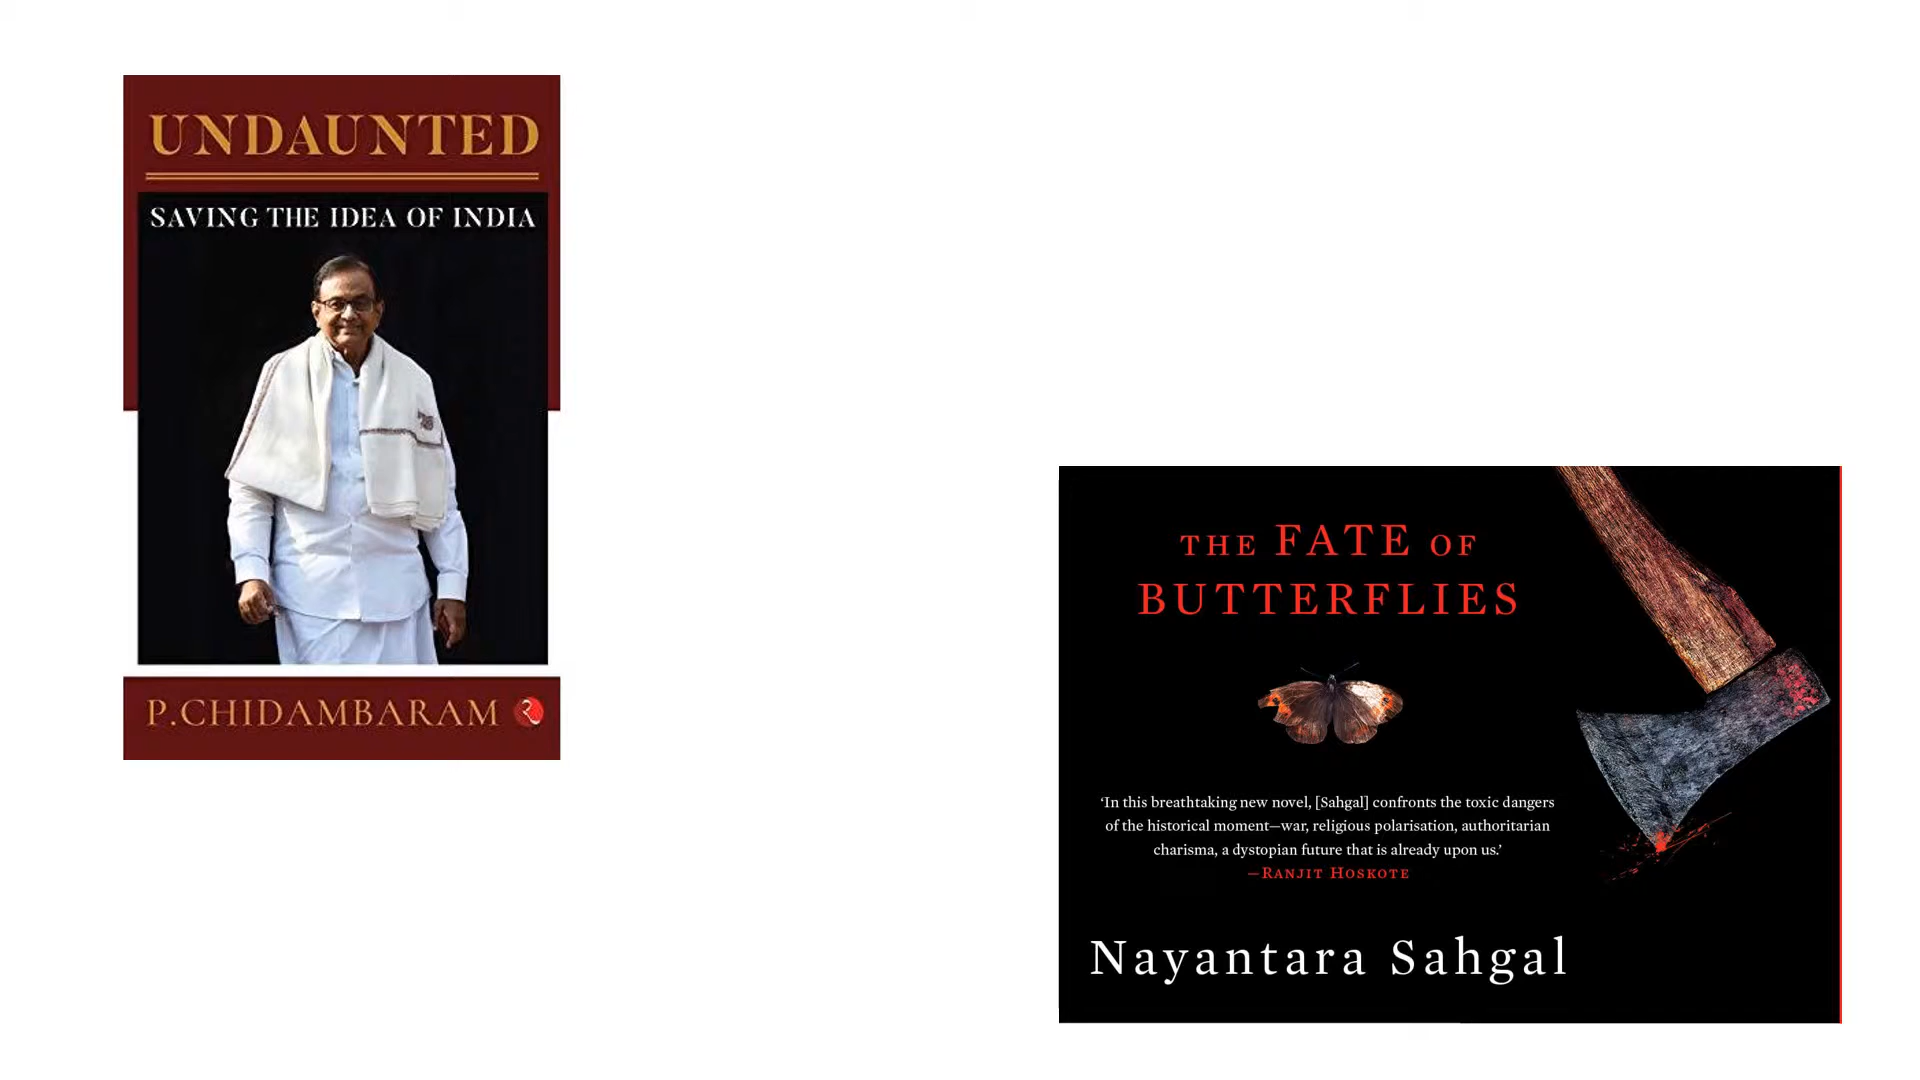 UNDAUNTED
SAVING THE IDEA OF INDIA
P.CHIDAMBARAM
THE FATE OF
BUTTERFLIES
‘In this breathtaking new novel, [Sahgal] confronts the toxic dangers
of the historical moment—war, religious polarisation, authoritarian
charisma, a dystopian future that is already upon us.’
—RANJIT HOSKOTE
Nayantara Sahgal